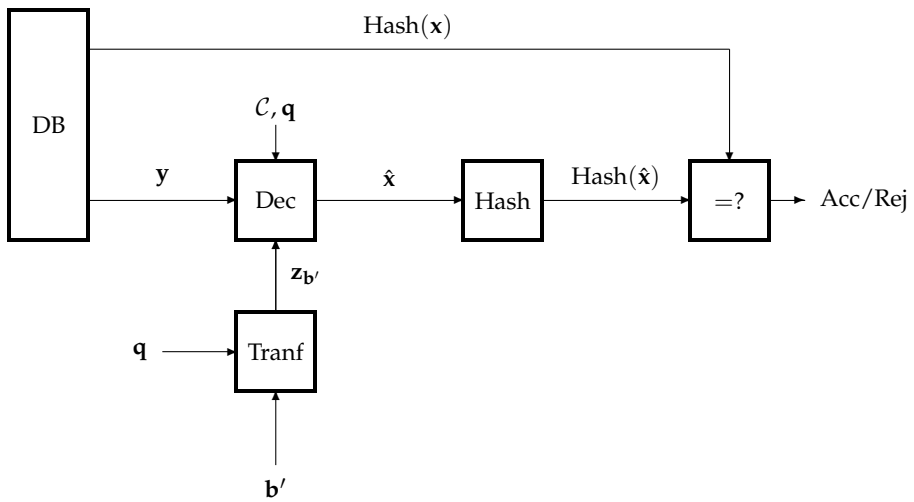 Hash(x)
DB
𝒞, q
y
Dec
x̂
Hash
Hash(x̂)
=?
Acc/Rej
z_b′
q
Tranf
b′